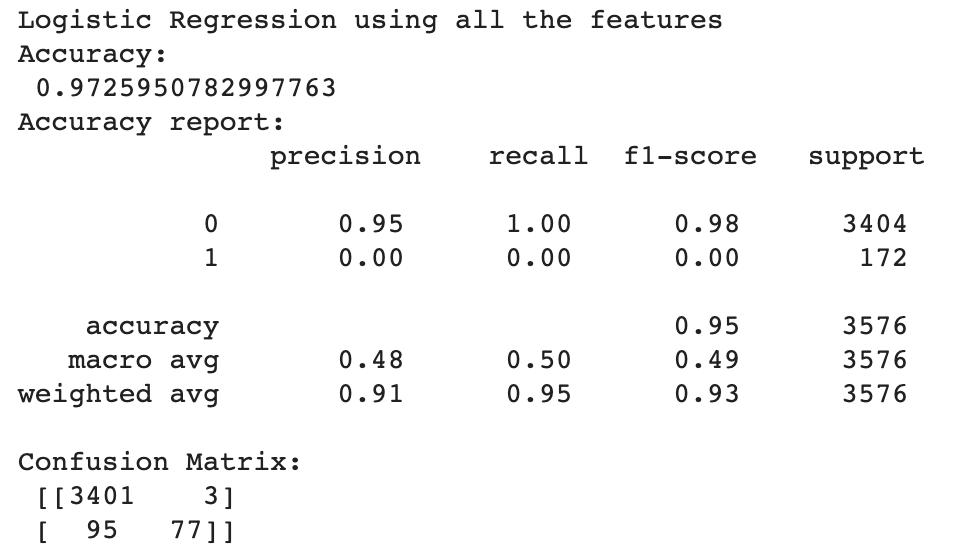 Logistic Regression using all the features
Accuracy:
 0.9725950782997763
Accuracy report:
               precision    recall  f1-score   support

           0       0.95      1.00      0.98      3404
           1       0.00      0.00      0.00       172

    accuracy                           0.95      3576
   macro avg       0.48      0.50      0.49      3576
weighted avg       0.91      0.95      0.93      3576

Confusion Matrix:
 [[3401    3]
 [  95   77]]